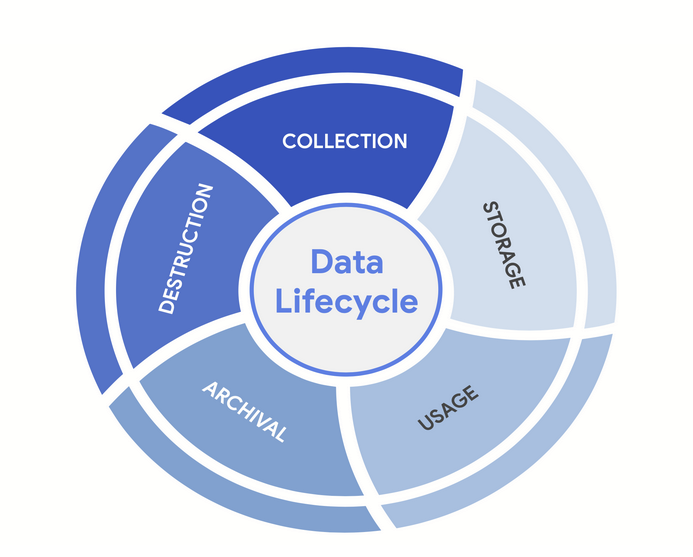 COLLECTION
STORAGE
USAGE
ARCHIVAL
DESTRUCTION
Data
Lifecycle